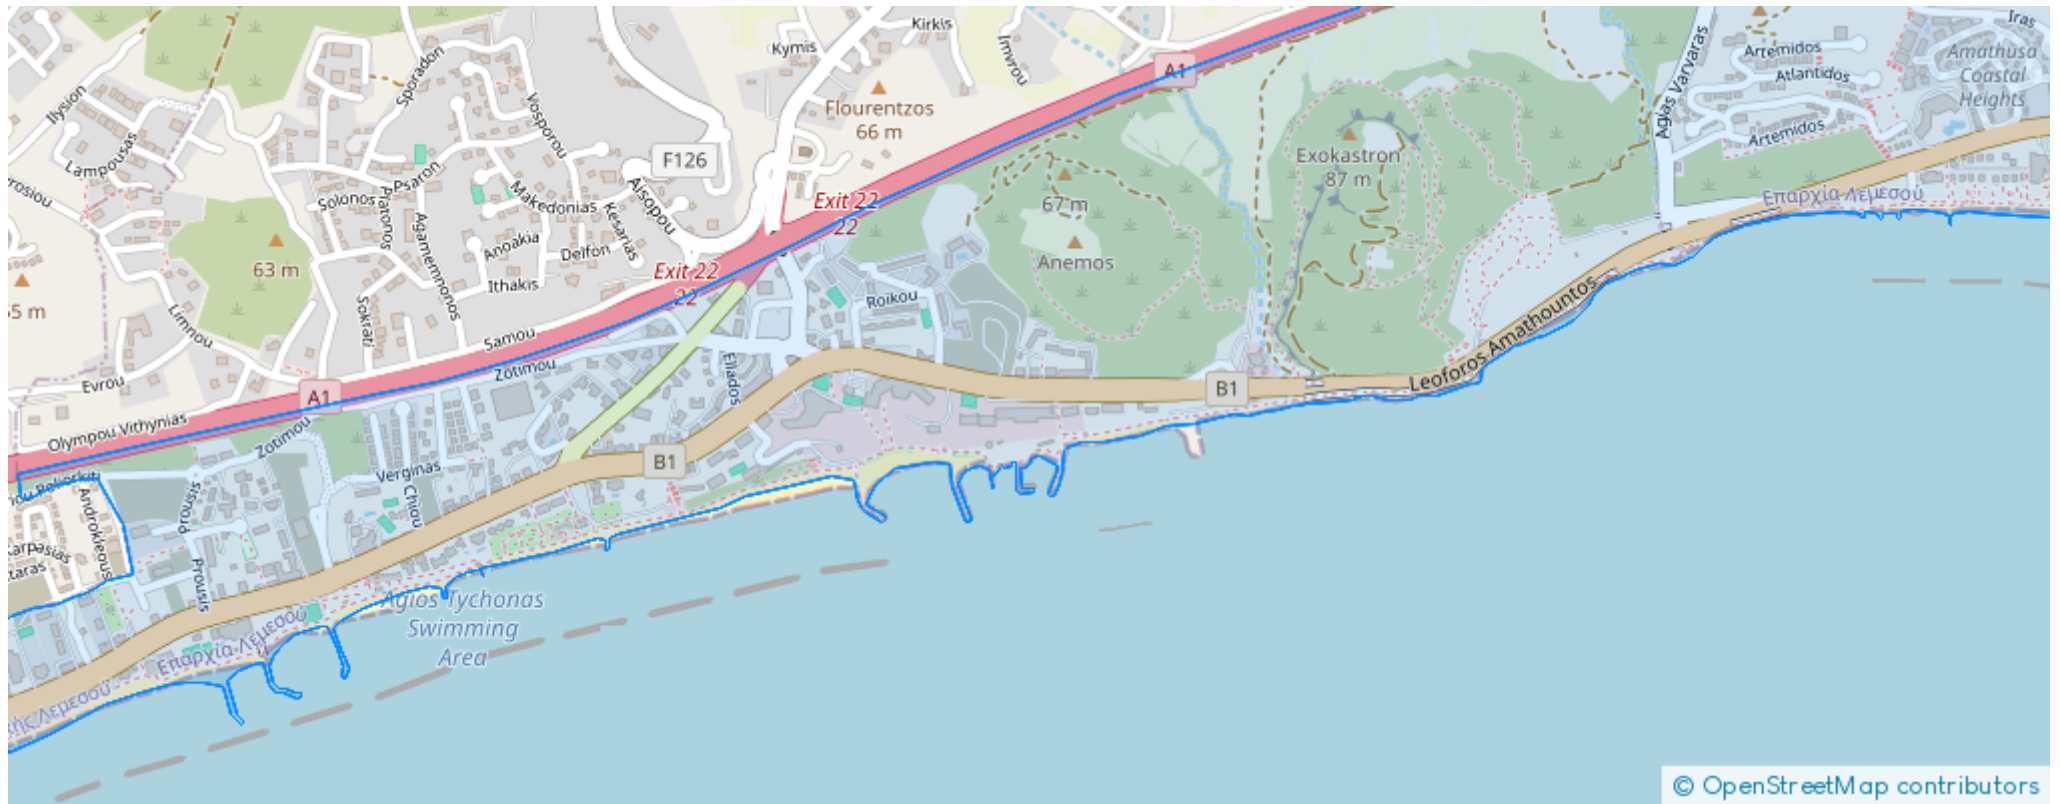 Kirkis
Kymis
Imvrou
A1
Iras
Artemidos
Amathusa
Coastal
Heights
Atlantidos
Agias Varvaras
Artemidos
Sporadon
Ilysion
Vosporou
Flourentzos
66 m
Lampousas
F126
Exokastron
87 m
Psaron
Aisopou
Makedonias
Solonos
Kesarias
Agamemnonos
Exit 22
22
67 m
Επαρχία Λεμεσού
Anoakia
Delfon
Anemos
63 m
Exit 22
22
Ithakis
Roikou
Sokrati
Limnou
Samou
Leoforos Amathountos
Zotimou
Evrou
A1
B1
Olympou Vithynias
Zotimou
B1
Verginas
Chiou
Prousis
Androkleous
Prousis
Agios Tychonas
Swimming
Area
Επαρχία Λεμεσού
Λεμεσού
© OpenStreetMap contributors